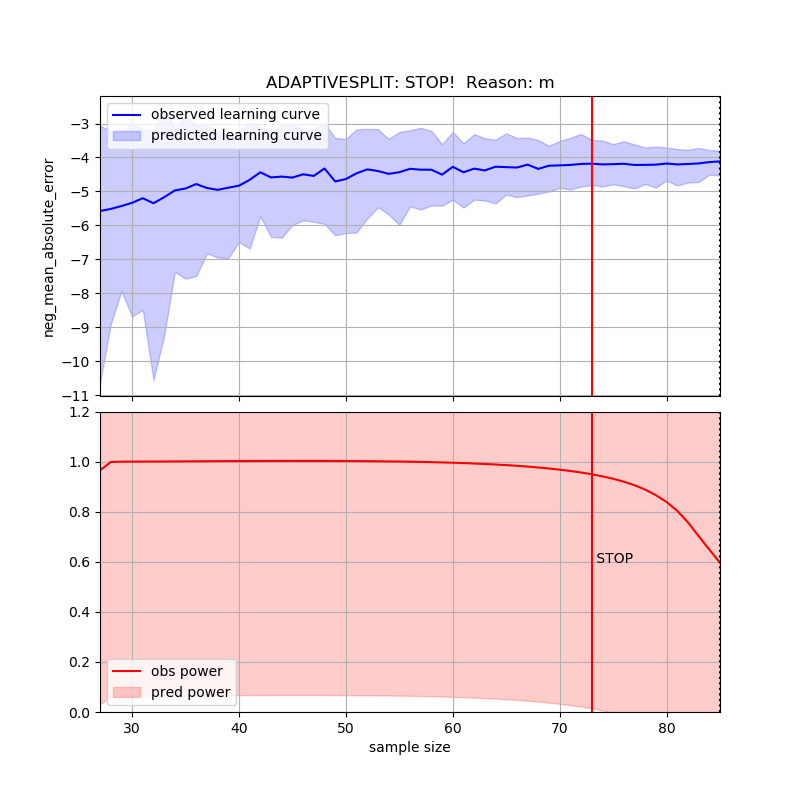 ADAPTIVESPLIT: STOP!  Reason: m
observed learning curve
predicted learning curve
neg_mean_absolute_error
−3
−4
−5
−6
−7
−8
−9
−10
−11
1.2
1.0
0.8
0.6
0.4
0.2
0.0
STOP
obs power
pred power
30 40 50 60 70 80
sample size